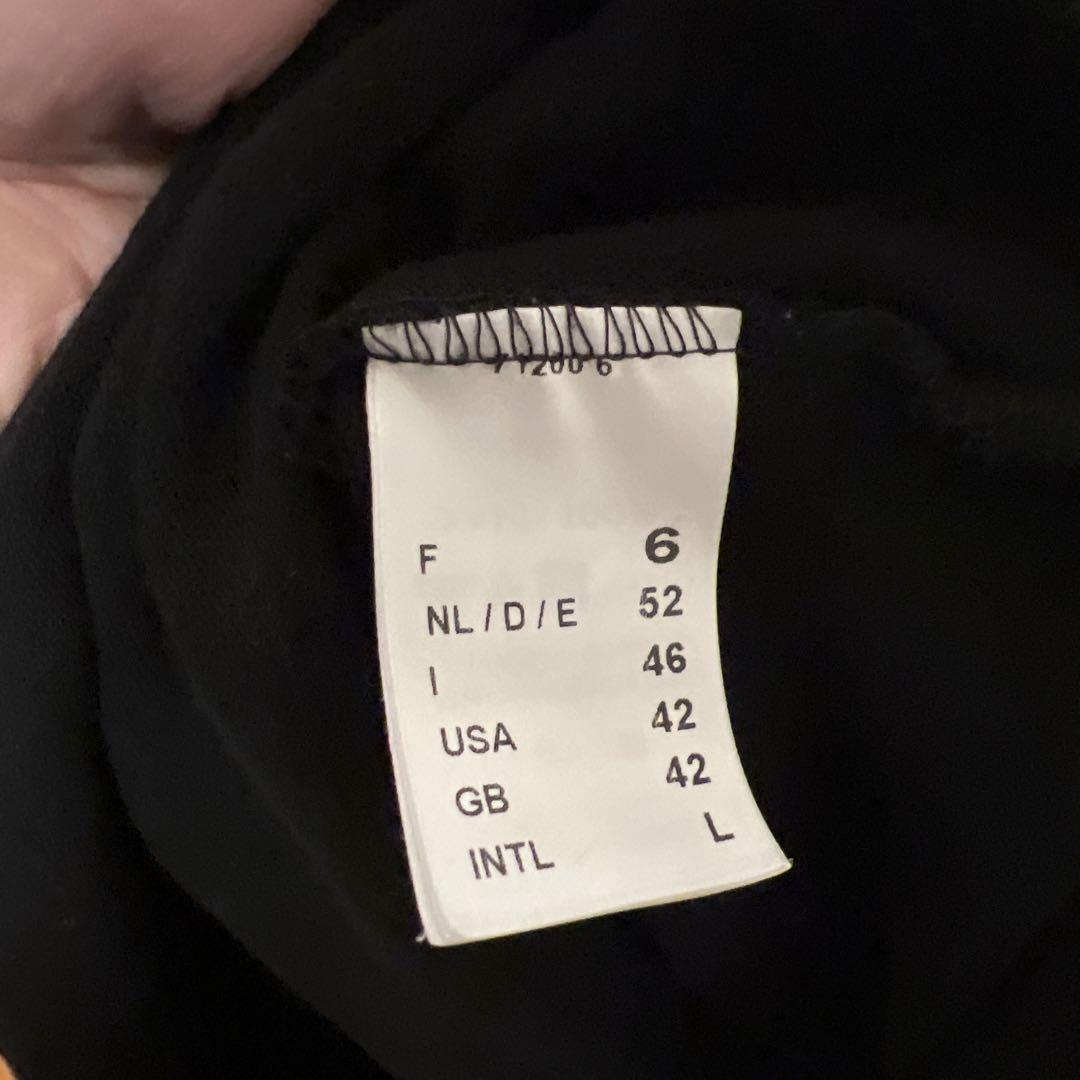 F 6
NL / D / E 52
I 46
USA 42
GB 42
INTL L